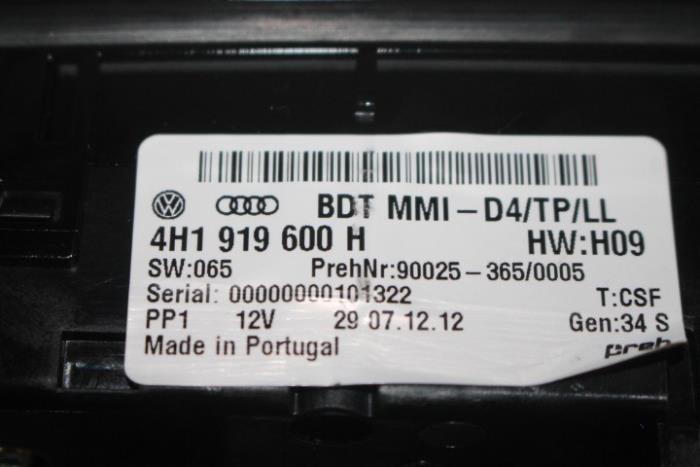 BDT MMI-D4/TP/LL
4H1 919 600 H HW:H09
SW:065 PrehNr:90025-365/0005
Serial: 00000000101322 T:CSF
PP1 12V 29 07.12.12 Gen:34 S
Made in Portugal preh